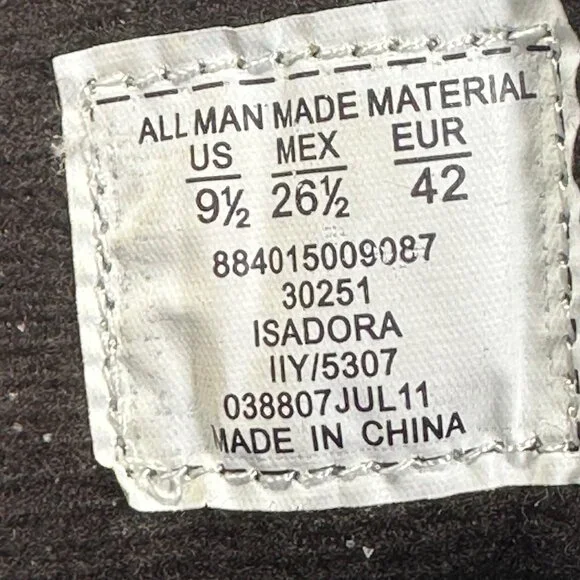 ALL MAN MADE MATERIAL
US MEX EUR
9½ 26½ 42
884015009087
30251
ISADORA
IIY/5307
038807JUL11
MADE IN CHINA